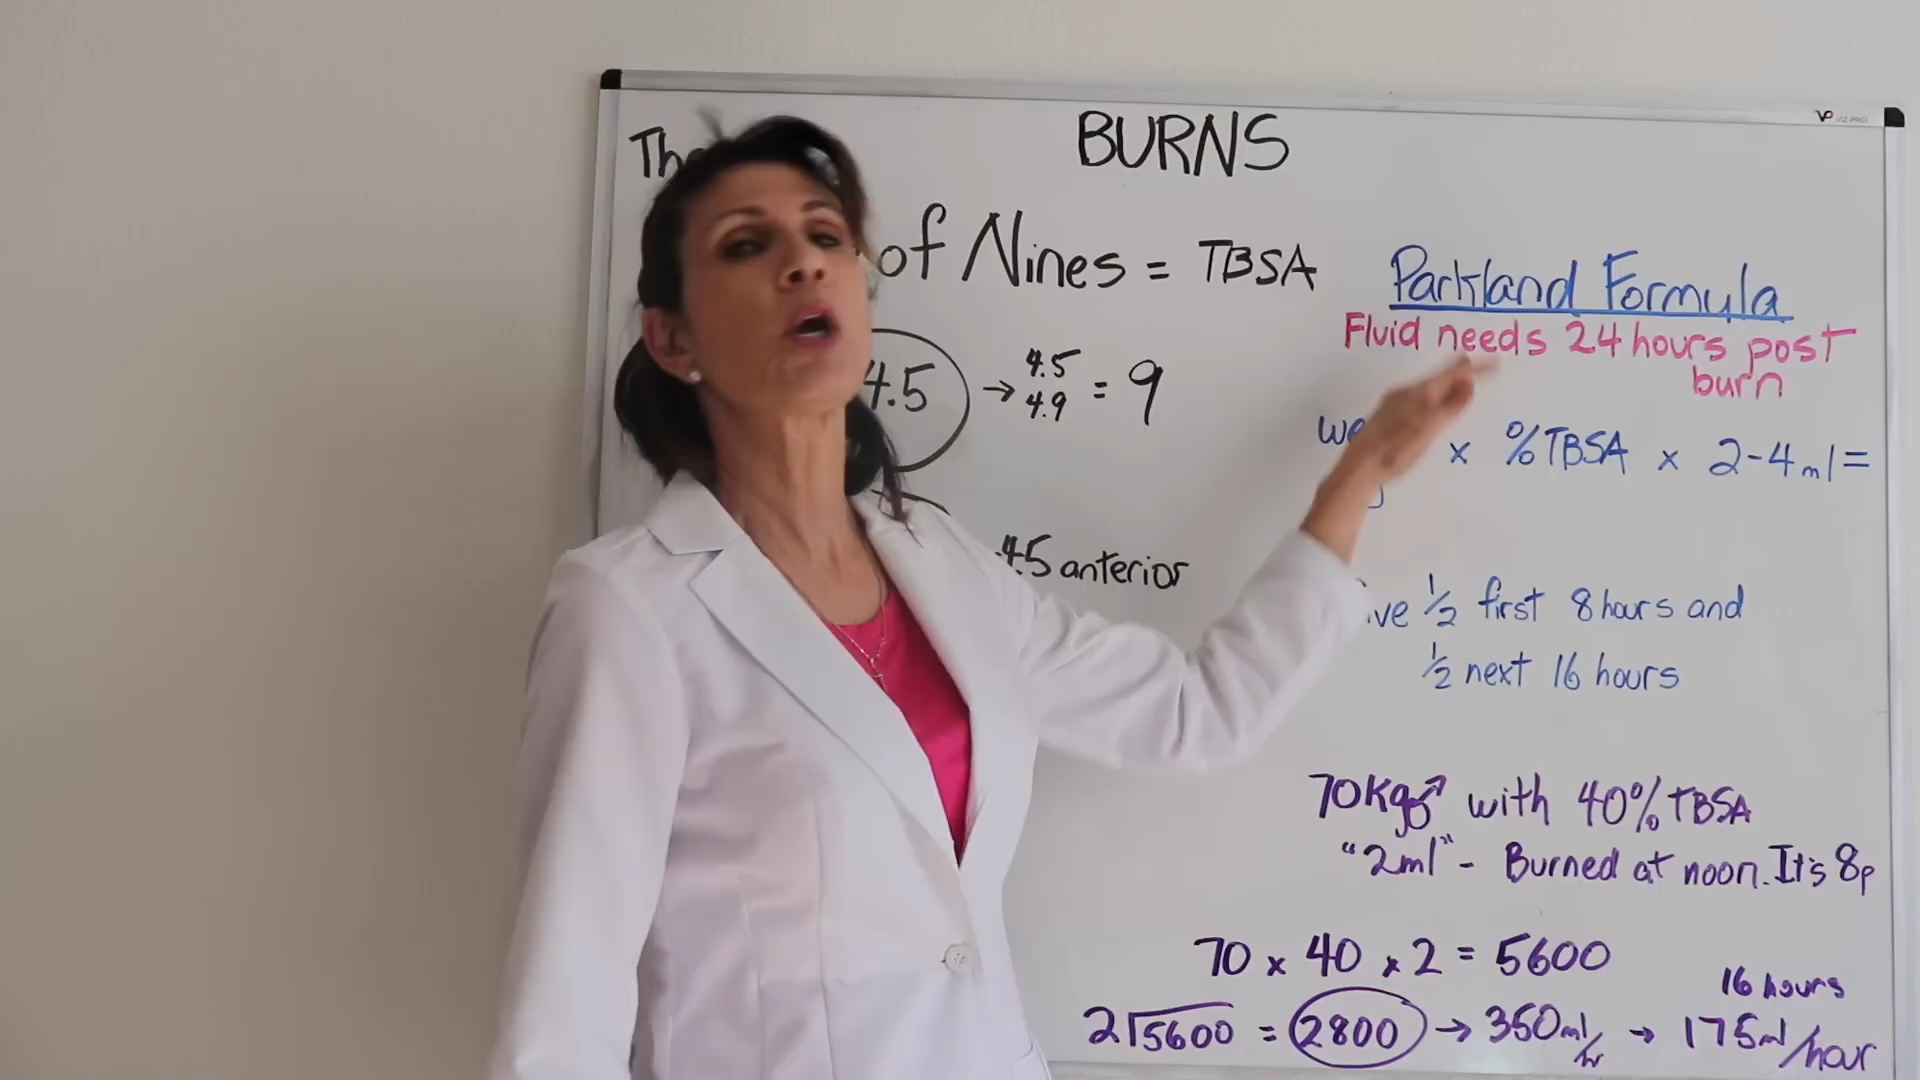 BURNS
of Nines = TBSA
4.5 → 4.5
4.9 = 9
4.5 anterior
Parkland Formula
Fluid needs 24 hours post
burn
x %TBSA x 2-4ml =
1/2 first 8 hours and
1/2 next 16 hours
70Kg♂ with 40% TBSA
"2ml" - Burned at noon. It's 8p
70 x 40 x 2 = 5600
16 hours
2√5600 = 2800 → 350ml/hr → 175ml/hour